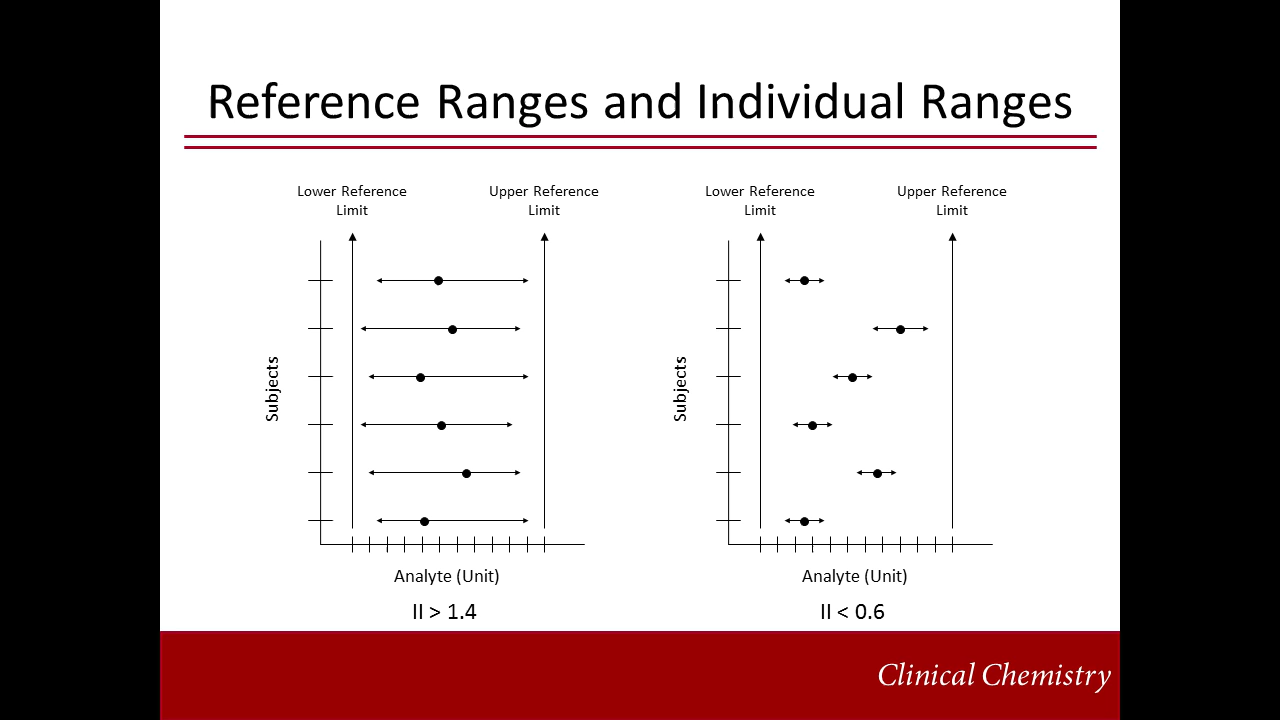 Reference Ranges and Individual Ranges
Lower Reference
Limit
Upper Reference
Limit
Subjects
Analyte (Unit)
II > 1.4
Lower Reference
Limit
Upper Reference
Limit
Subjects
Analyte (Unit)
II < 0.6
Clinical Chemistry